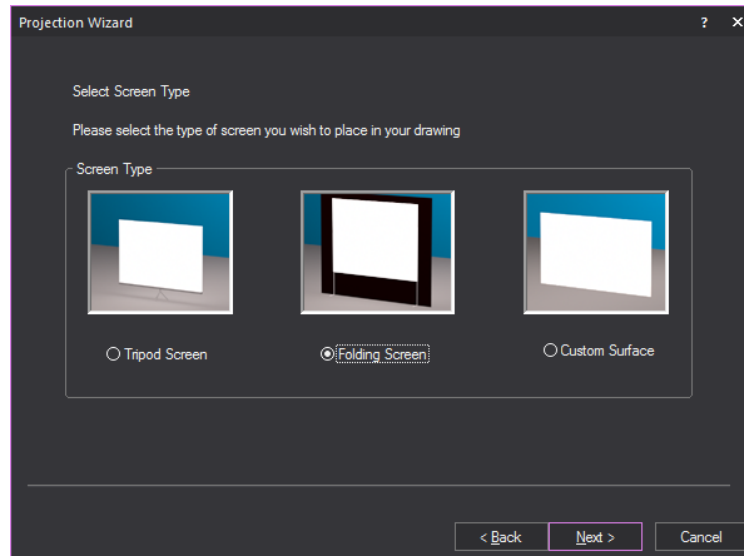 Projection Wizard ? ×
Select Screen Type
Please select the type of screen you wish to place in your drawing
Screen Type
Tripod Screen
Folding Screen
Custom Surface
< Back
Next >
Cancel